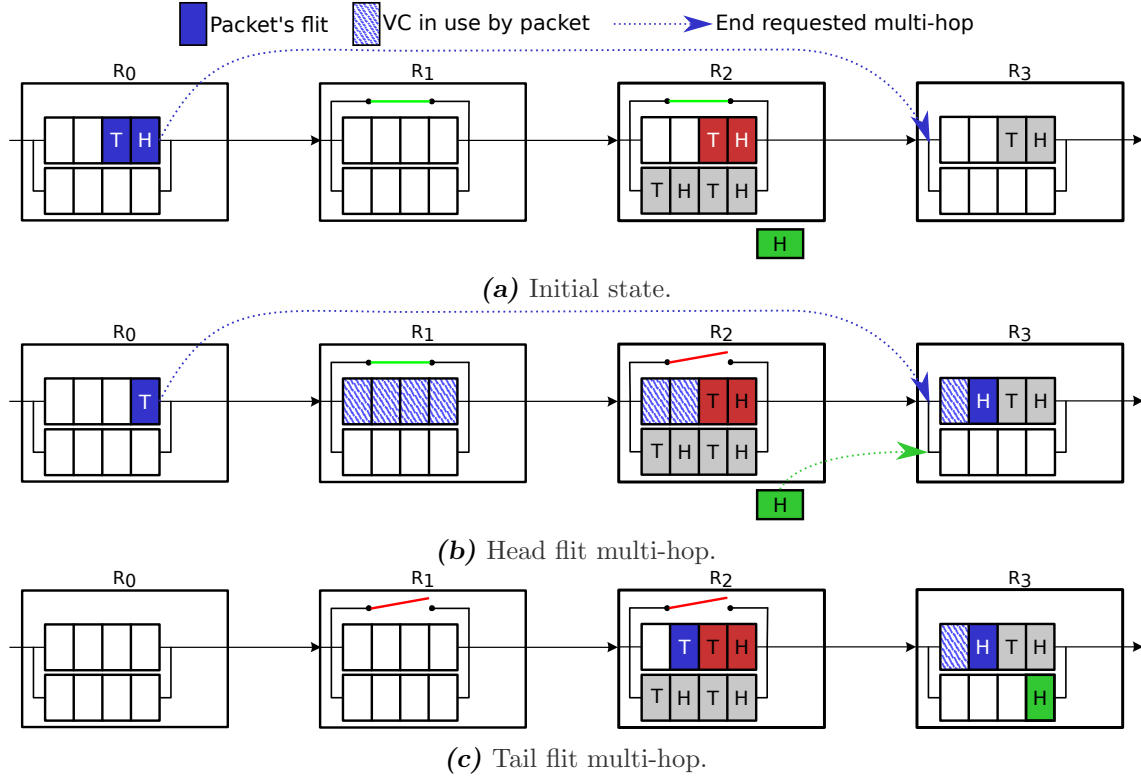 Packet's flit VC in use by packet End requested multi-hop
R0 R1 R2 R3
T H T H T H
T H T H
H
(a) Initial state.
R0 R1 R2 R3
T T H H T H
T H T H
H
(b) Head flit multi-hop.
R0 R1 R2 R3
T T H H T H
T H T H H
(c) Tail flit multi-hop.